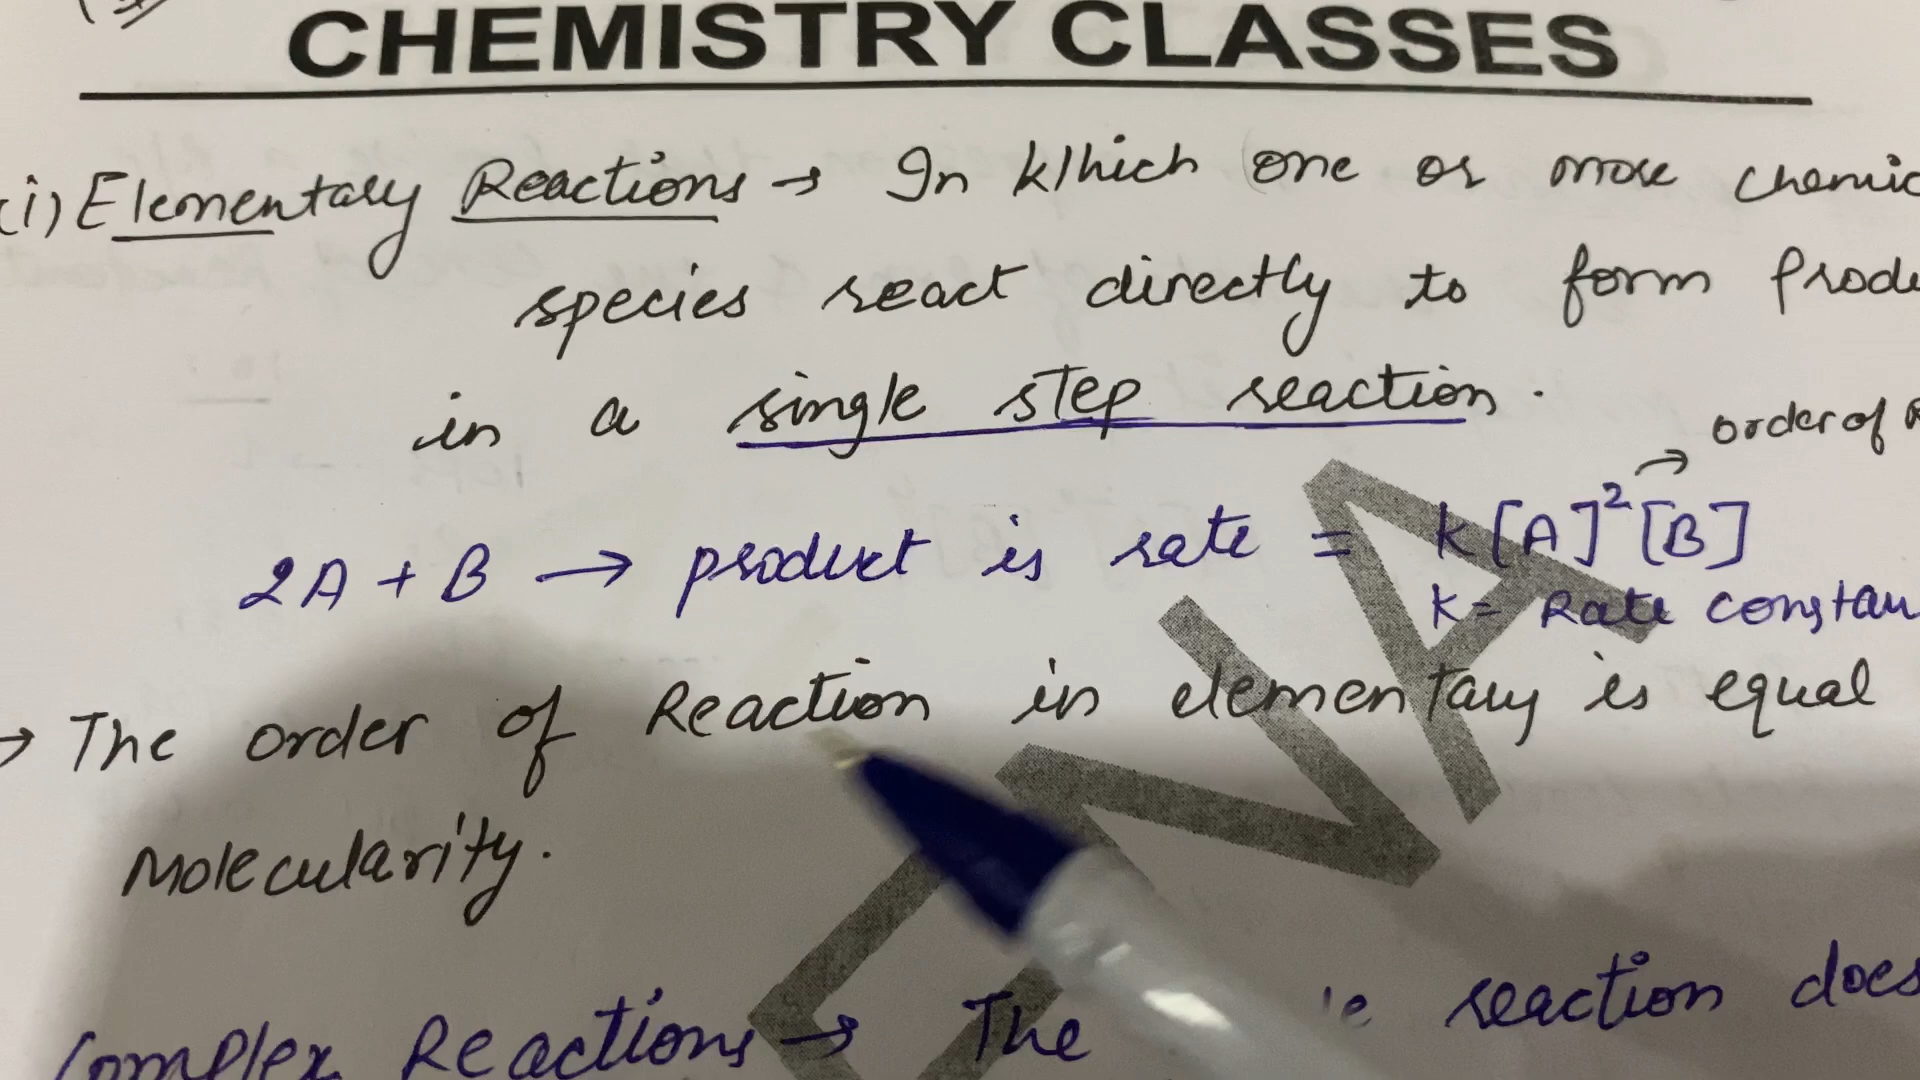 CHEMISTRY CLASSES
(i) Elementary Reactions → In Which one or more chemic
species react directly to form Produ
in a single step reaction.
→ order of R
2A + B → product is rate = k[A]²[B]
K = Rate constan
→ The order of Reaction in elementary is equal
Molecularity.
Complex Reactions → The reaction does
ENA